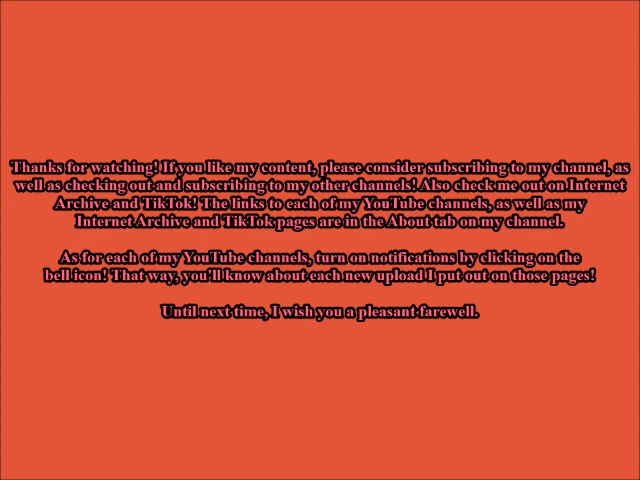 Thanks for watching! If you like my content, please consider subscribing to my channel, as
well as checking out and subscribing to my other channels! Also check me out on Internet
Archive and TikTok! The links to each of my YouTube channels, as well as my
Internet Archive and TikTok pages are in the About tab on my channel.
As for each of my YouTube channels, turn on notifications by clicking on the
bell icon! That way, you'll know about each new upload I put out on those pages!
Until next time, I wish you a pleasant farewell.